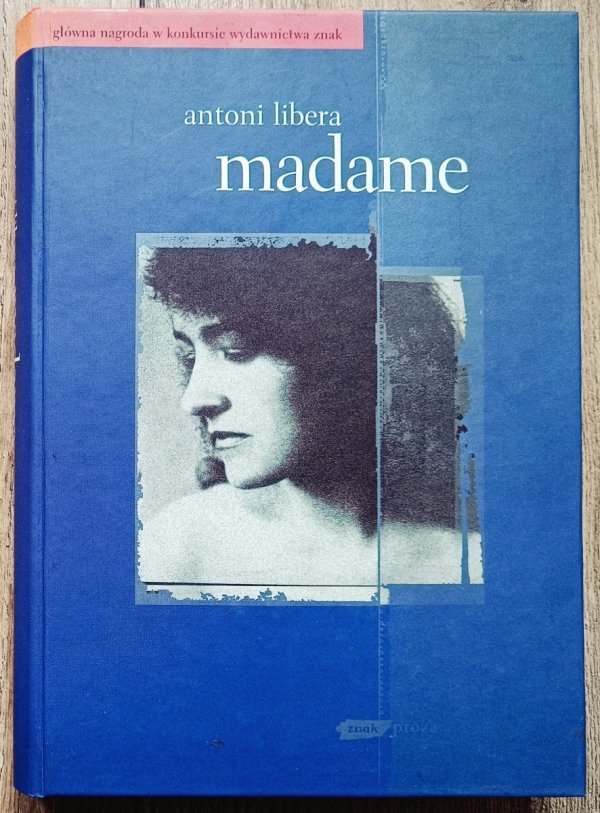 główna nagroda w konkursie wydawnictwa znak
antoni libera
madame
znak proza